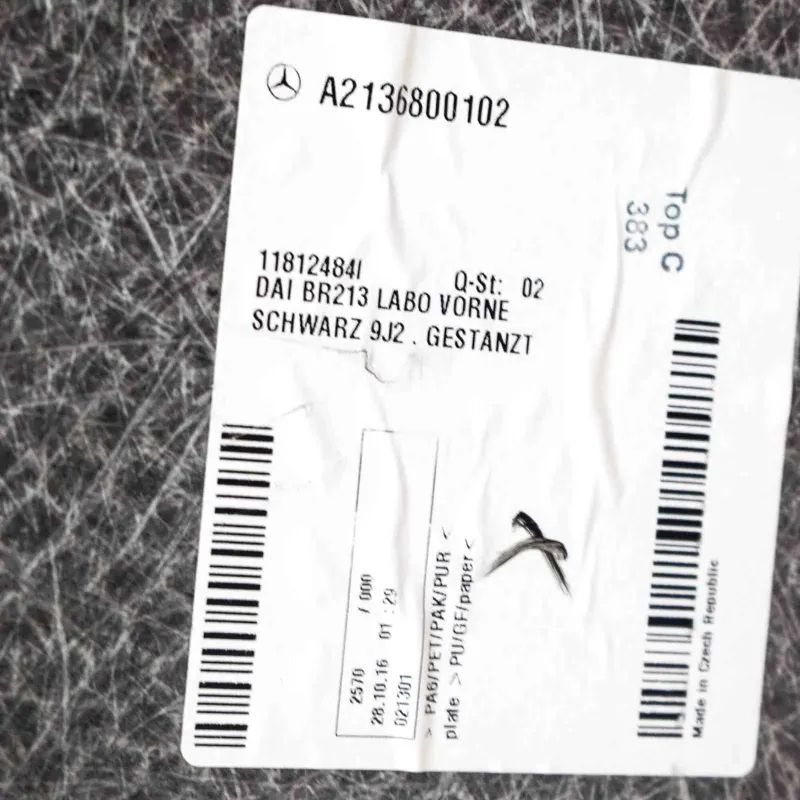 A2136800102
Top C
383
11812484I Q-St: 02
DAI BR213 LABO VORNE
SCHWARZ 9J2 . GESTANZT
2570 / 000
28.10.16 01 : 29
021301
> PA6/PET/PAK/PUR <
plate > PU/GF/paper <
Made in Czech Republic